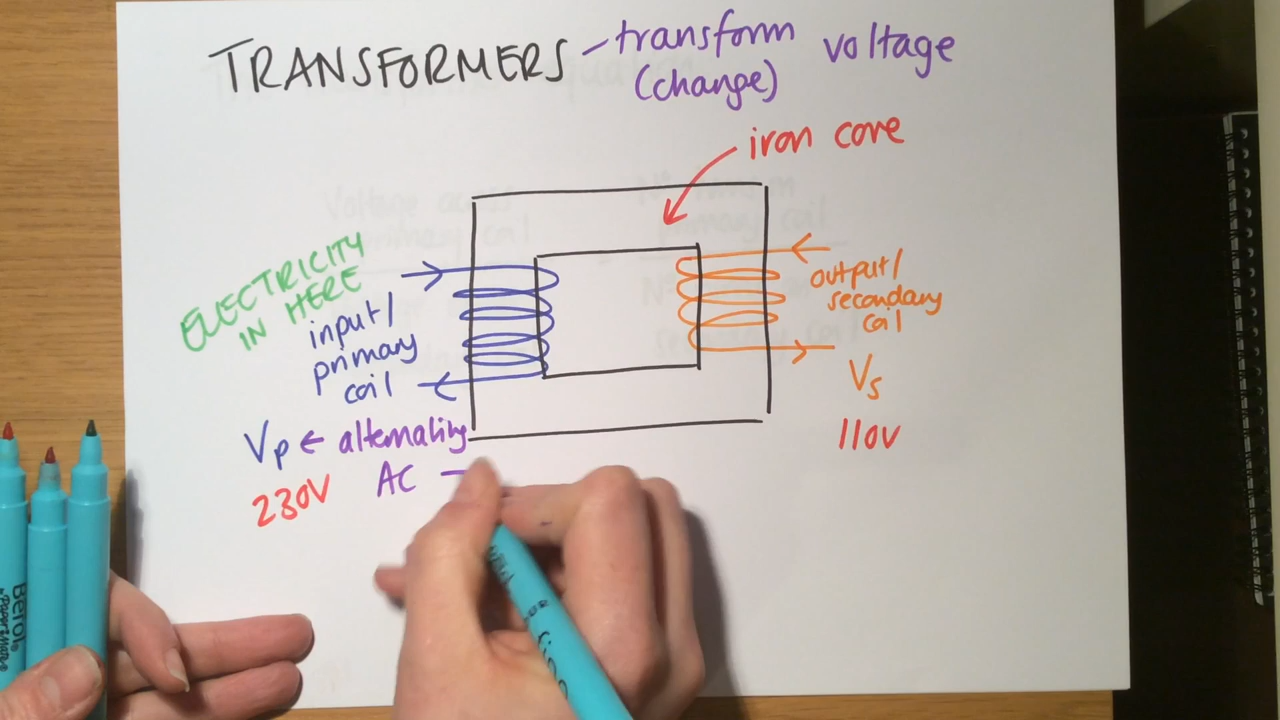 TRANSFORMERS - transform voltage
(change)
iron core
ELECTRICITY
IN HERE
input/
primary
coil
output/
secondary
coil
Vp ← alternating
AC -
230V
Vs
110V
Berol